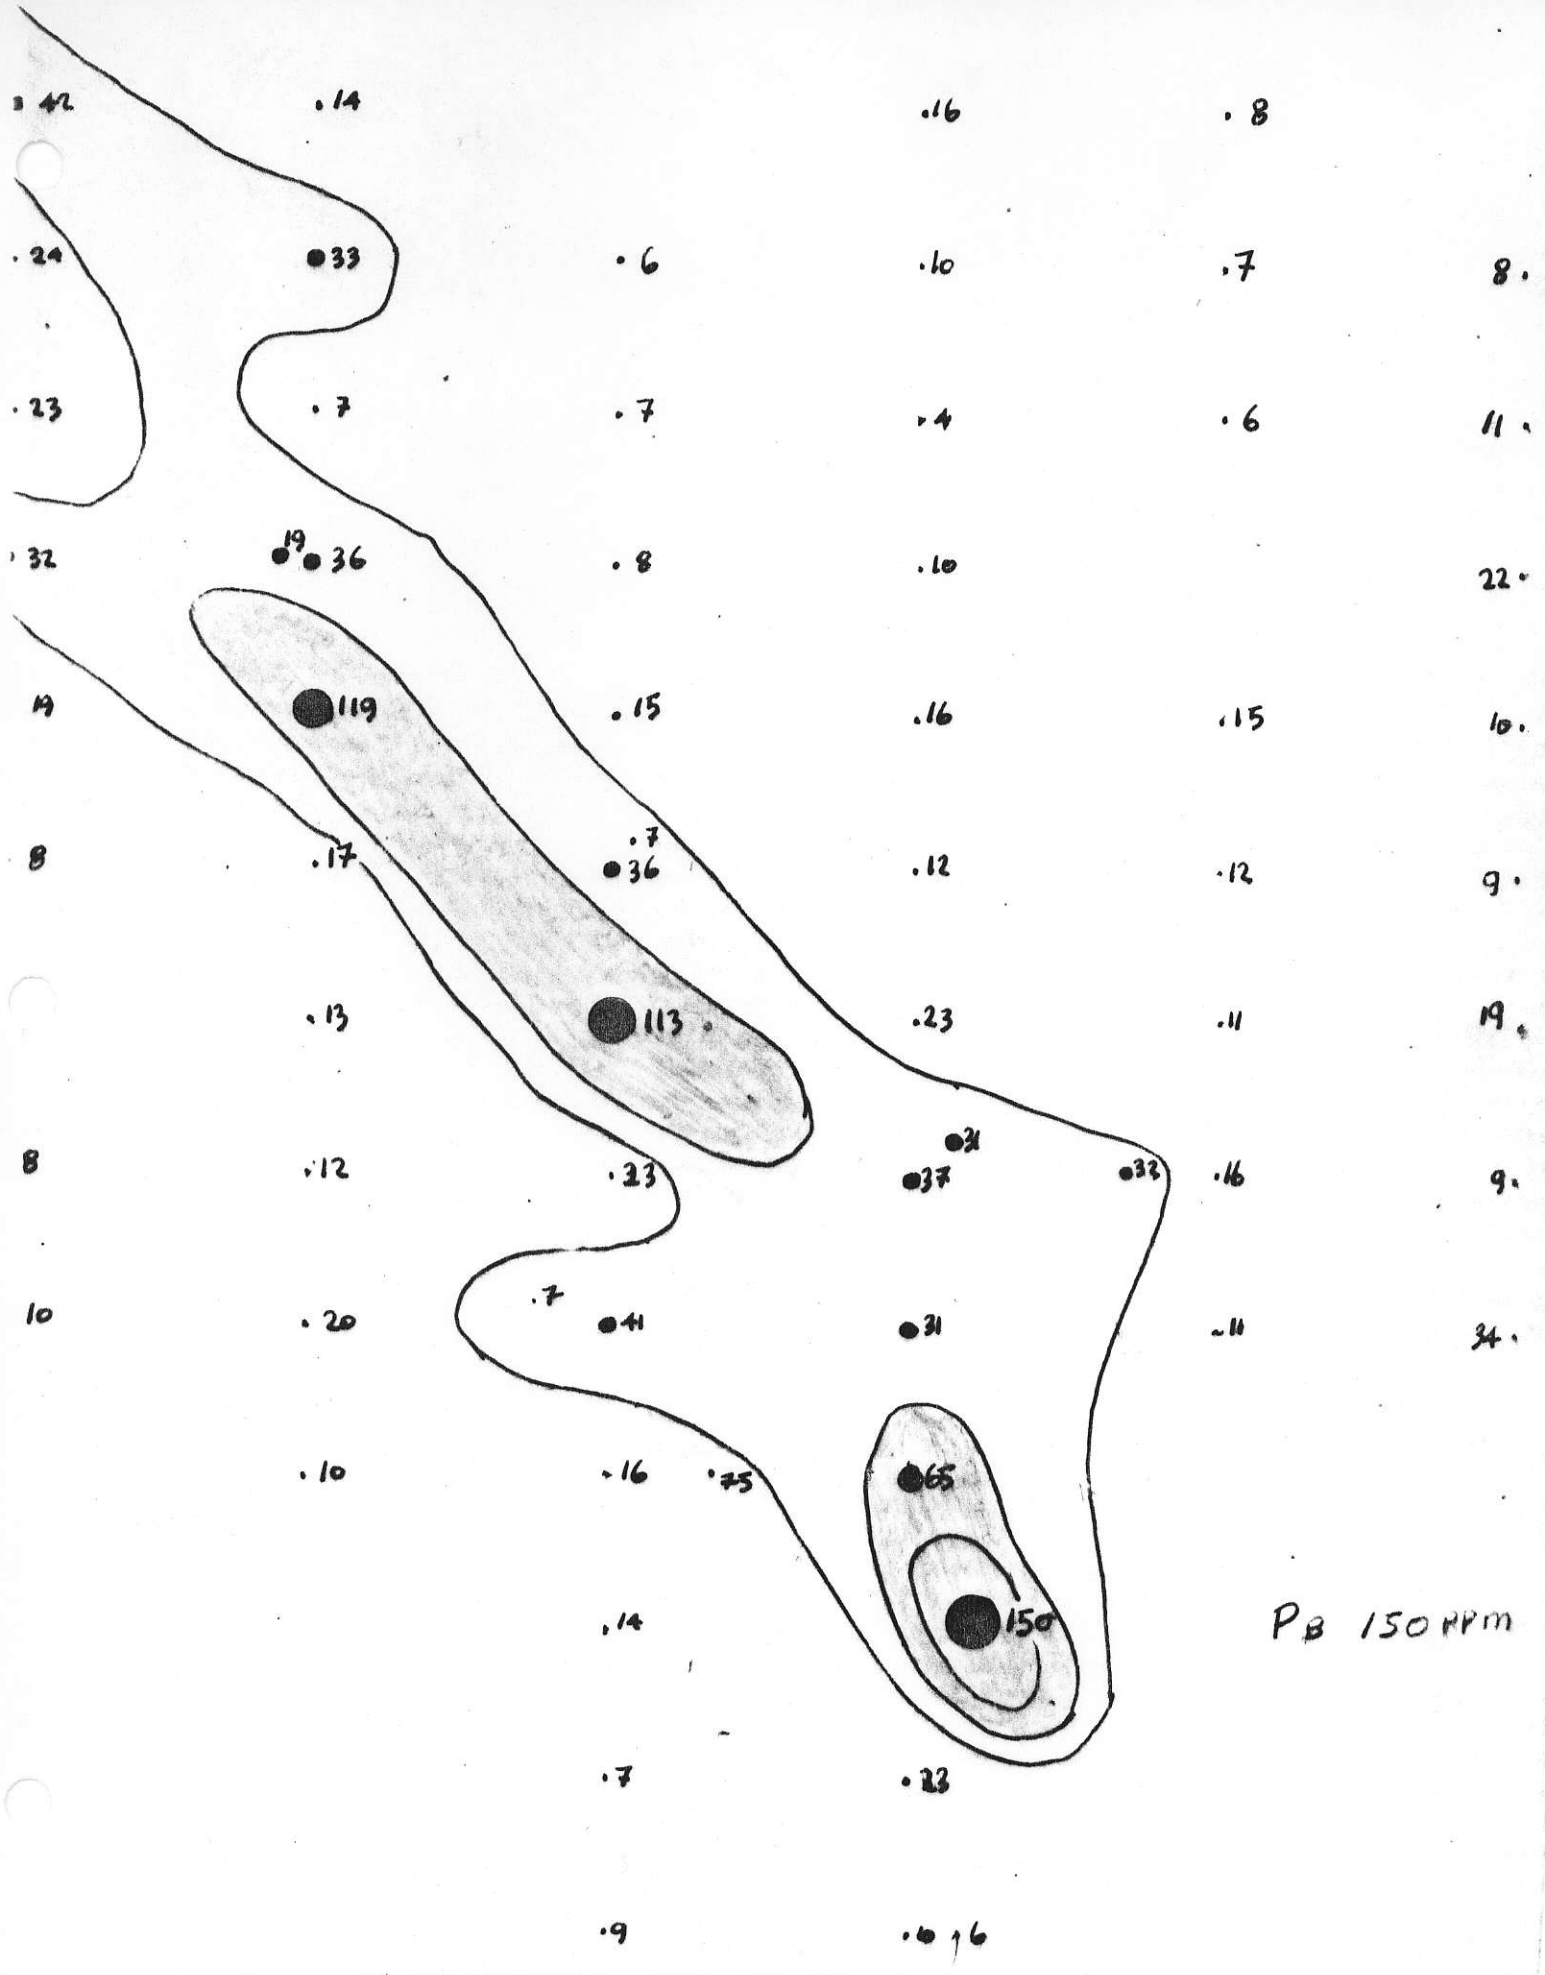 42 .14 .16 . 8
. 24 33 . 6 .10 .7 8 .
. 23 . 7 . 7 . 4 . 6 11 .
32 19 36 . 8 .10 22 .
19 119 . 15 .16 .15 10 .
. 7
8 .17 36 .12 .12 9 .
. 13 113 .23 .11 19 .
31
8 .12 .23 37 32 .16 9 .
. 7
10 . 20 41 31 11 34 .
. 10 . 16 . 75 65
. 14 150 PB 150 PPM
. 7 . 23
. 9 6